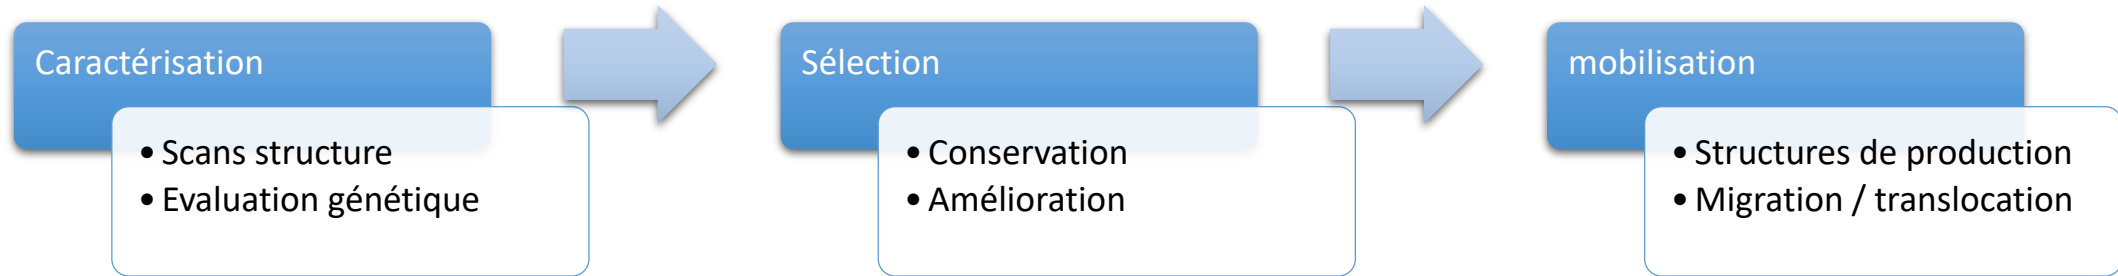 Caractérisation
• Scans structure
• Evaluation génétique
Sélection
• Conservation
• Amélioration
mobilisation
• Structures de production
• Migration / translocation